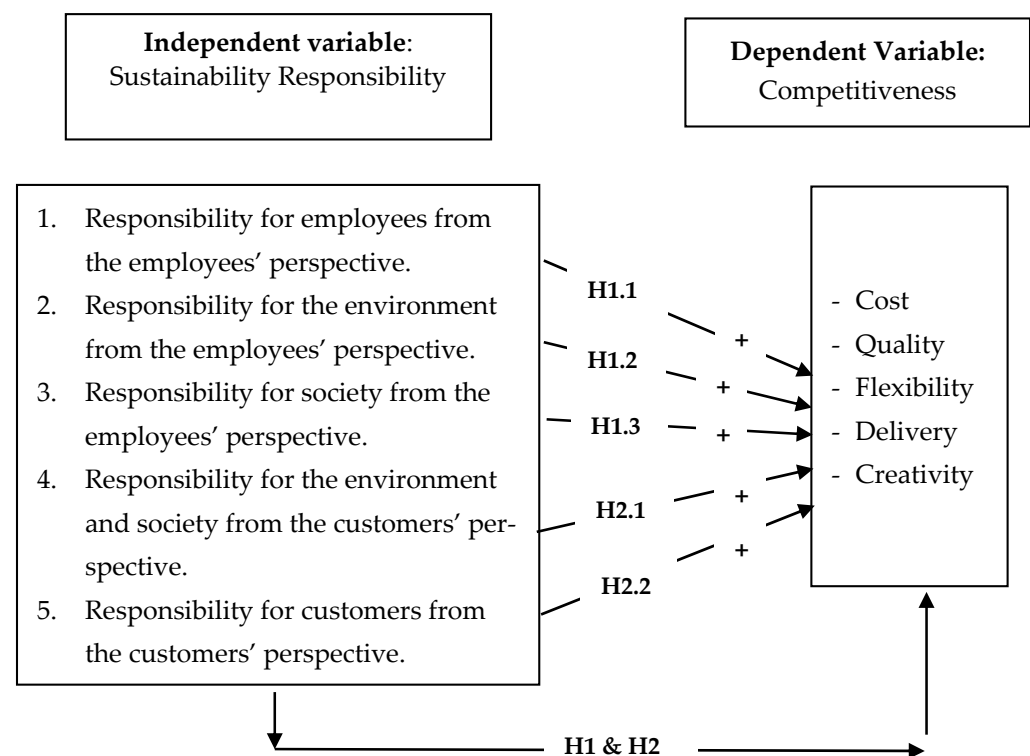 Independent variable:
Sustainability Responsibility
Dependent Variable:
Competitiveness
1. Responsibility for employees from
the employees’ perspective.
2. Responsibility for the environment
from the employees’ perspective.
3. Responsibility for society from the
employees’ perspective.
4. Responsibility for the environment
and society from the customers’ per-
spective.
5. Responsibility for customers from
the customers’ perspective.
H1.1
+
H1.2
+
H1.3
+
H2.1
+
H2.2
+
- Cost
- Quality
- Flexibility
- Delivery
- Creativity
H1 & H2